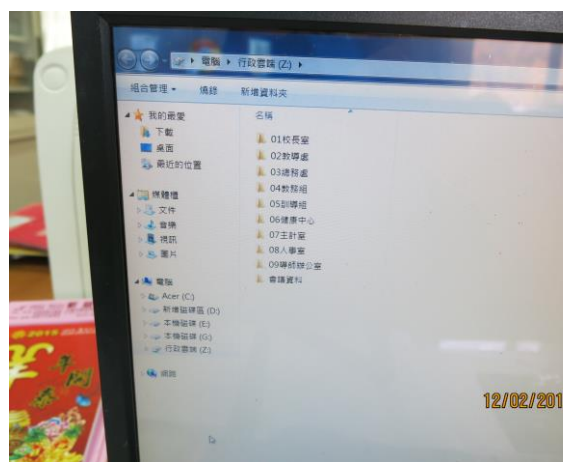 電腦 ▸ 行政雲端 (Z:) ▸
組合管理 ▾ 燒錄 新增資料夾
我的最愛
下載
桌面
最近的位置
媒體櫃
文件
音樂
視訊
圖片
電腦
Acer (C:)
新增磁碟區 (D:)
本機磁碟 (E:)
本機磁碟 (G:)
行政雲端 (Z:)
網路
名稱
01校長室
02教導處
03總務處
04教務組
05訓導組
06健康中心
07主計室
08人事室
09導師辦公室
會議資料
2015
12/02/201